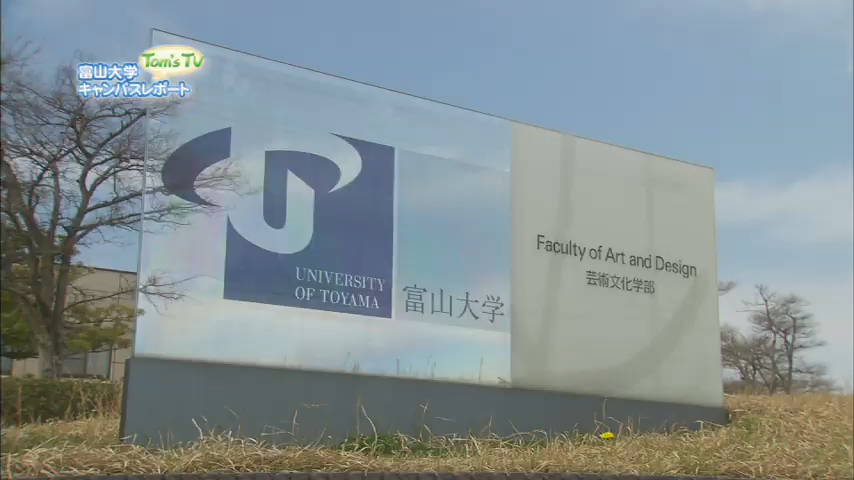 富山大学 Tom's TV
キャンパスレポート
UNIVERSITY
OF TOYAMA
富山大学
Faculty of Art and Design
芸術文化学部